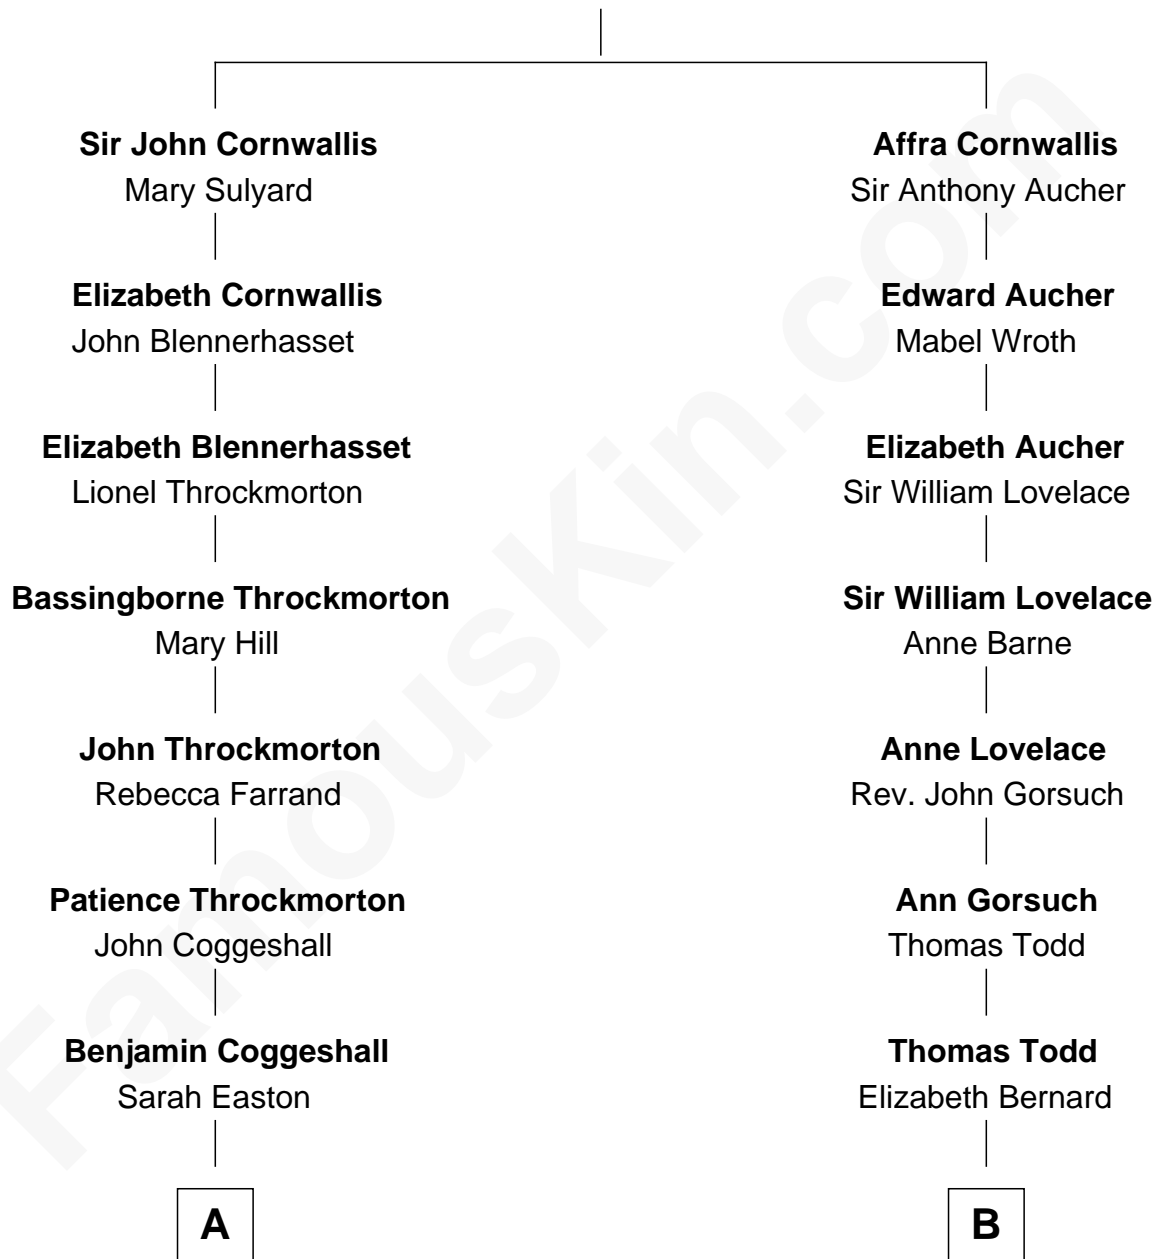 Sir John Cornwallis
Mary Sulyard
Elizabeth Cornwallis
John Blennerhasset
Elizabeth Blennerhasset
Lionel Throckmorton
Bassingborne Throckmorton
Mary Hill
John Throckmorton
Rebecca Farrand
Patience Throckmorton
John Coggeshall
Benjamin Coggeshall
Sarah Easton
A
Affra Cornwallis
Sir Anthony Aucher
Edward Aucher
Mabel Wroth
Elizabeth Aucher
Sir William Lovelace
Sir William Lovelace
Anne Barne
Anne Lovelace
Rev. John Gorsuch
Ann Gorsuch
Thomas Todd
Thomas Todd
Elizabeth Bernard
B
FamousKin.com